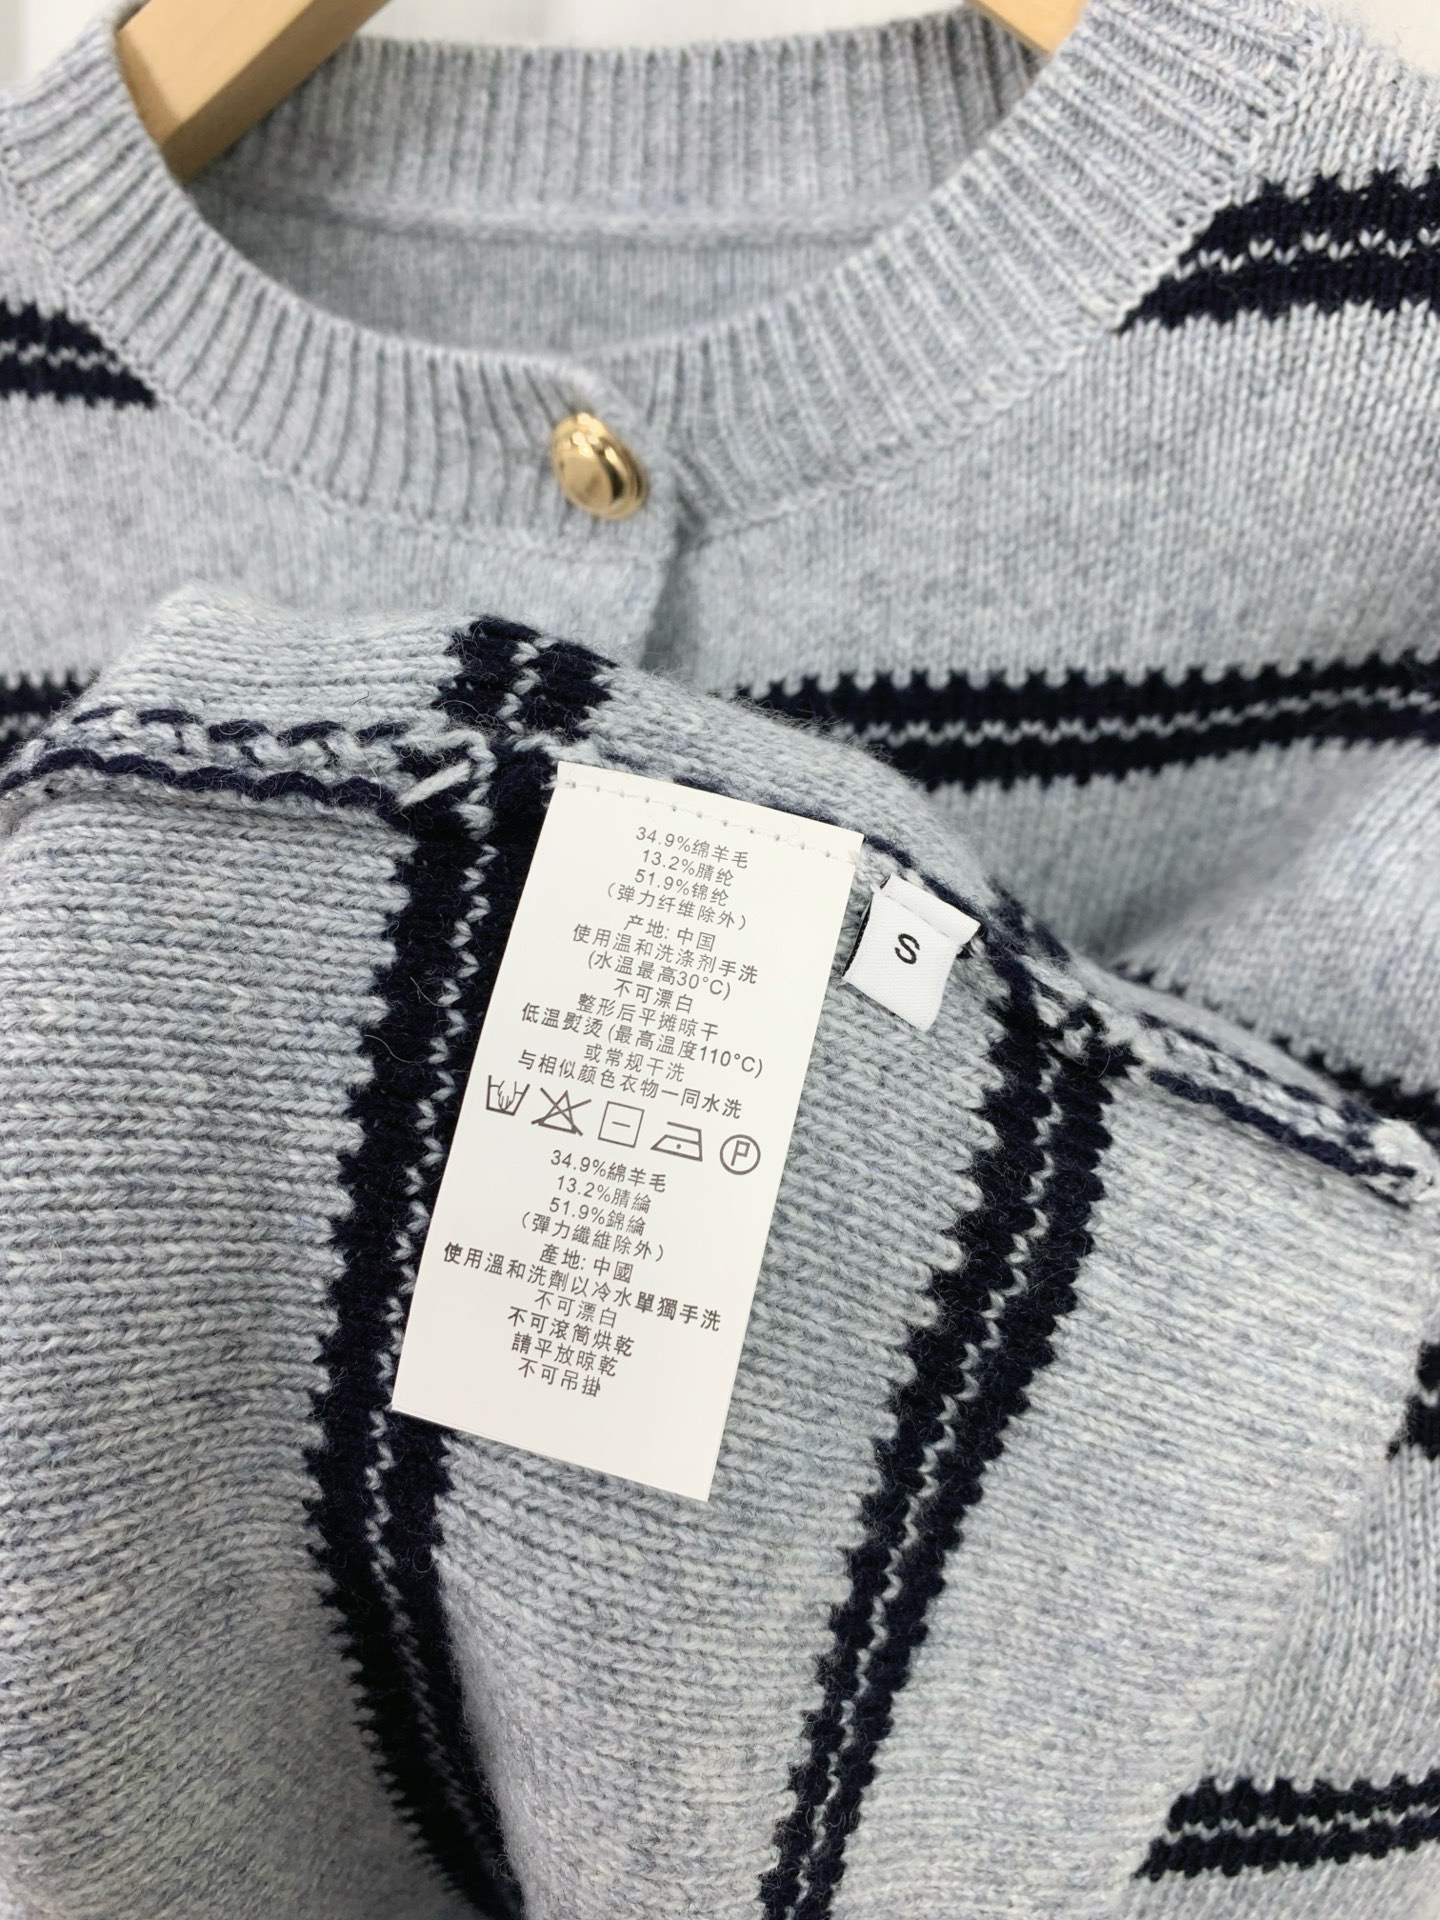 34.9%绵羊毛
13.2%腈纶
51.9%锦纶
（弹力纤维除外）
产地: 中国
使用温和洗涤剂手洗
(水温最高30°C)
不可漂白
整形后平摊晾干
低温熨烫(最高温度110°C)
或常规干洗
与相似颜色衣物一同水洗
P
34.9%綿羊毛
13.2%腈綸
51.9%錦綸
（彈力纖維除外）
產地: 中國
使用溫和洗劑以冷水單獨手洗
不可漂白
不可滾筒烘乾
請平放晾乾
不可吊掛
S